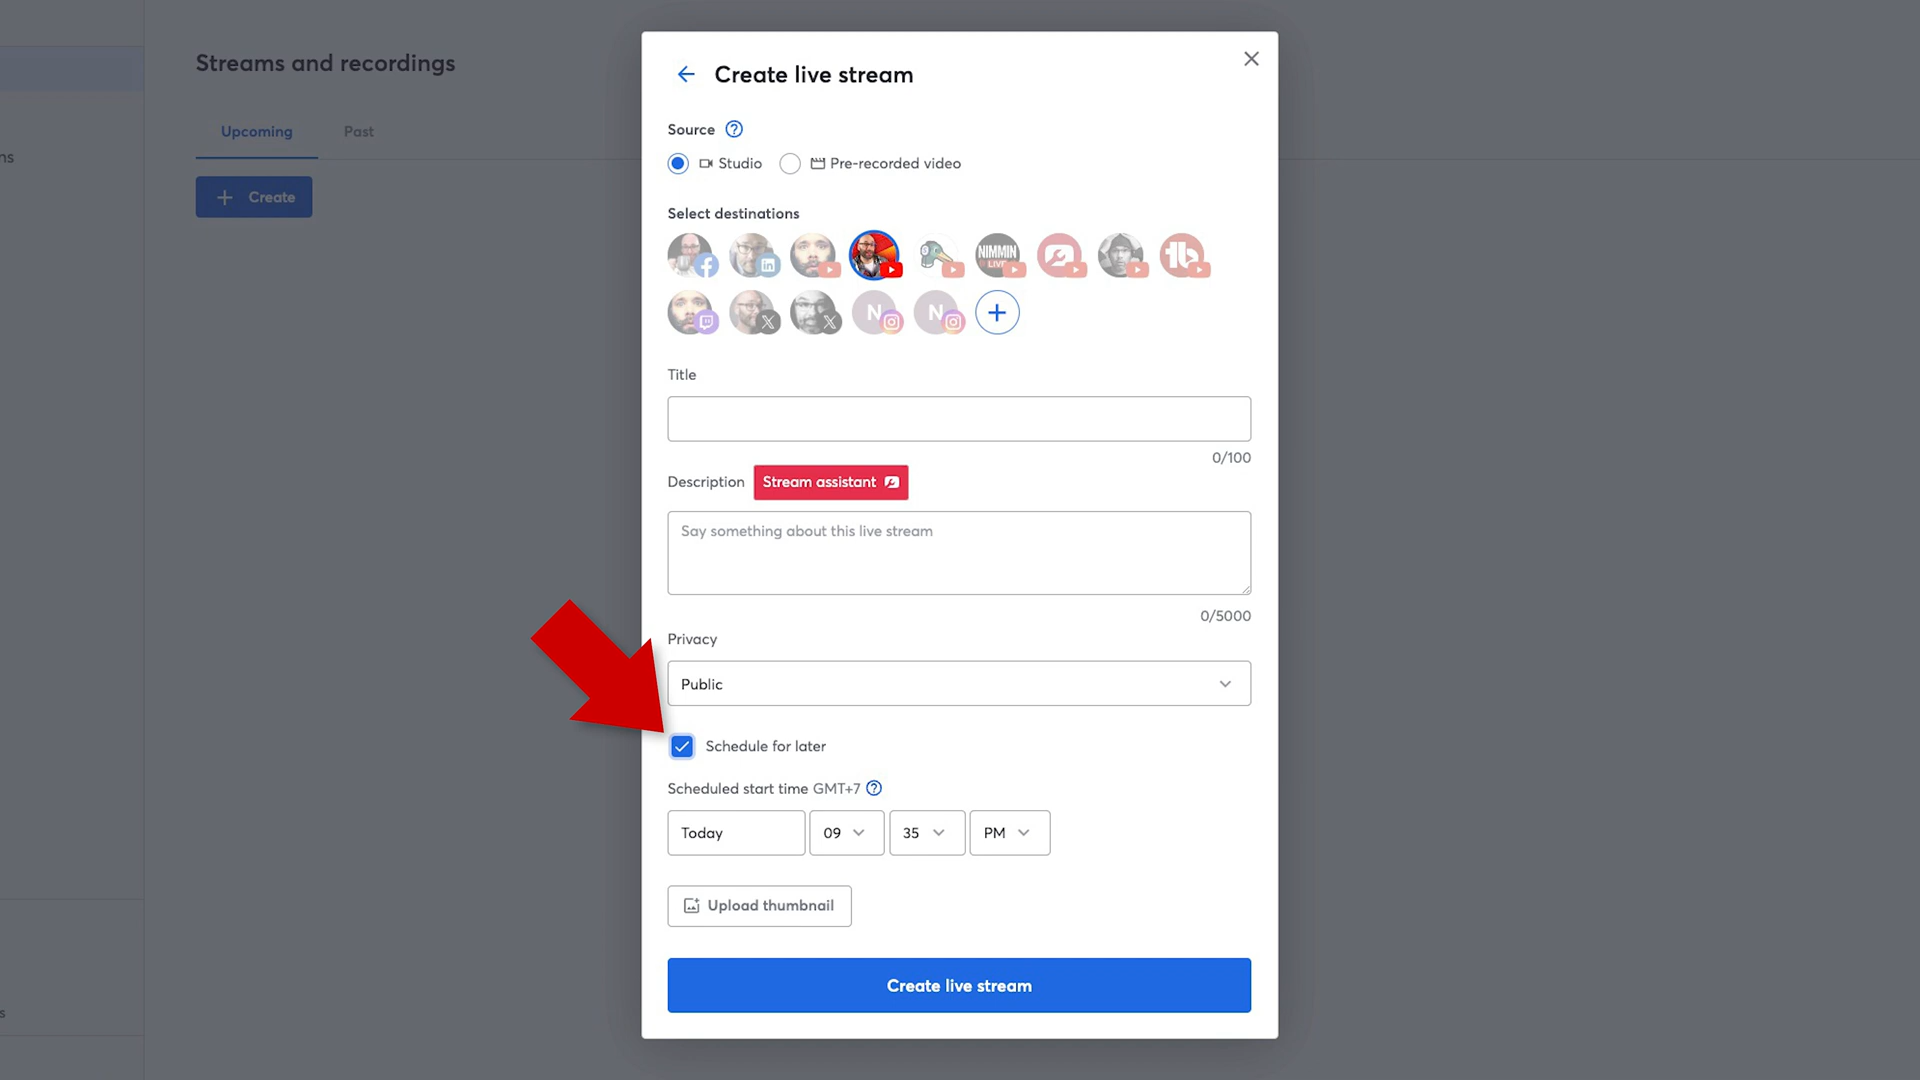 Streams and recordings
Upcoming
Past
Create
ns
s
Create live stream
Source
Studio
Pre-recorded video
Select destinations
NIMMIN
LIVE
N
N
Title
0/100
Description
Stream assistant
Say something about this live stream
0/5000
Privacy
Public
Schedule for later
Scheduled start time GMT+7
Today
09
35
PM
Upload thumbnail
Create live stream